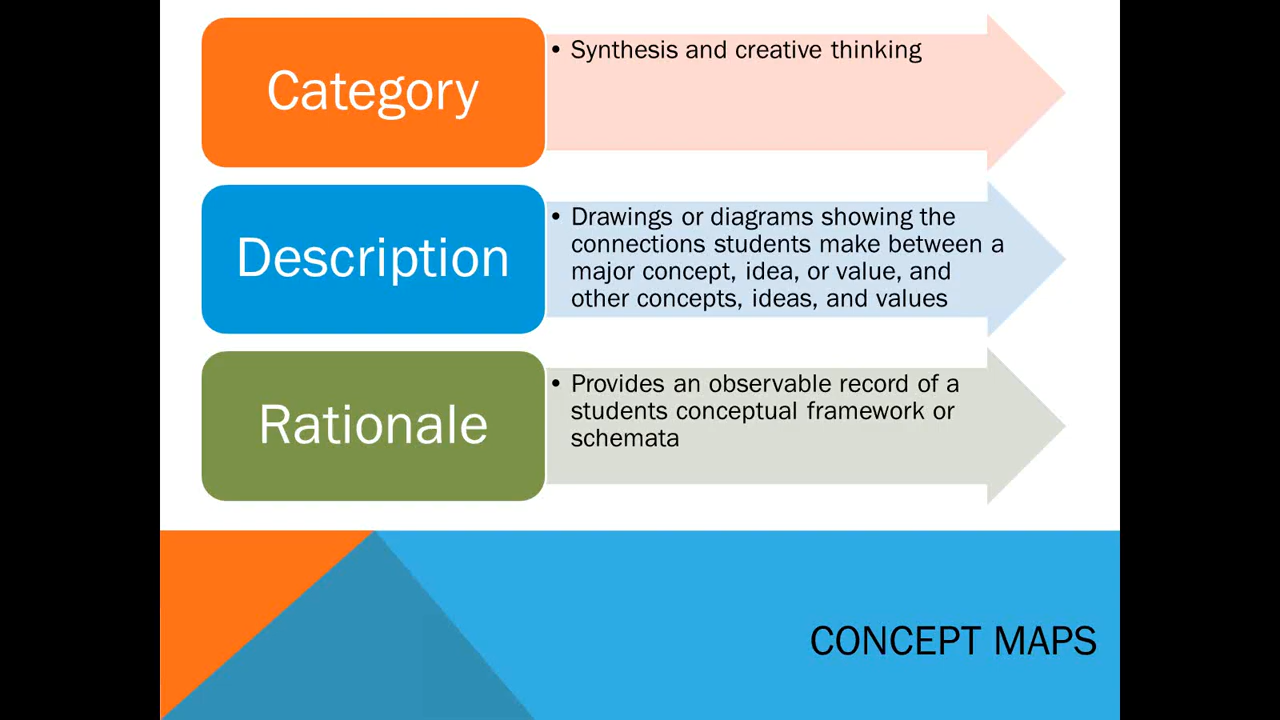 Category
• Synthesis and creative thinking
Description
• Drawings or diagrams showing the
connections students make between a
major concept, idea, or value, and
other concepts, ideas, and values
Rationale
• Provides an observable record of a
students conceptual framework or
schemata
CONCEPT MAPS